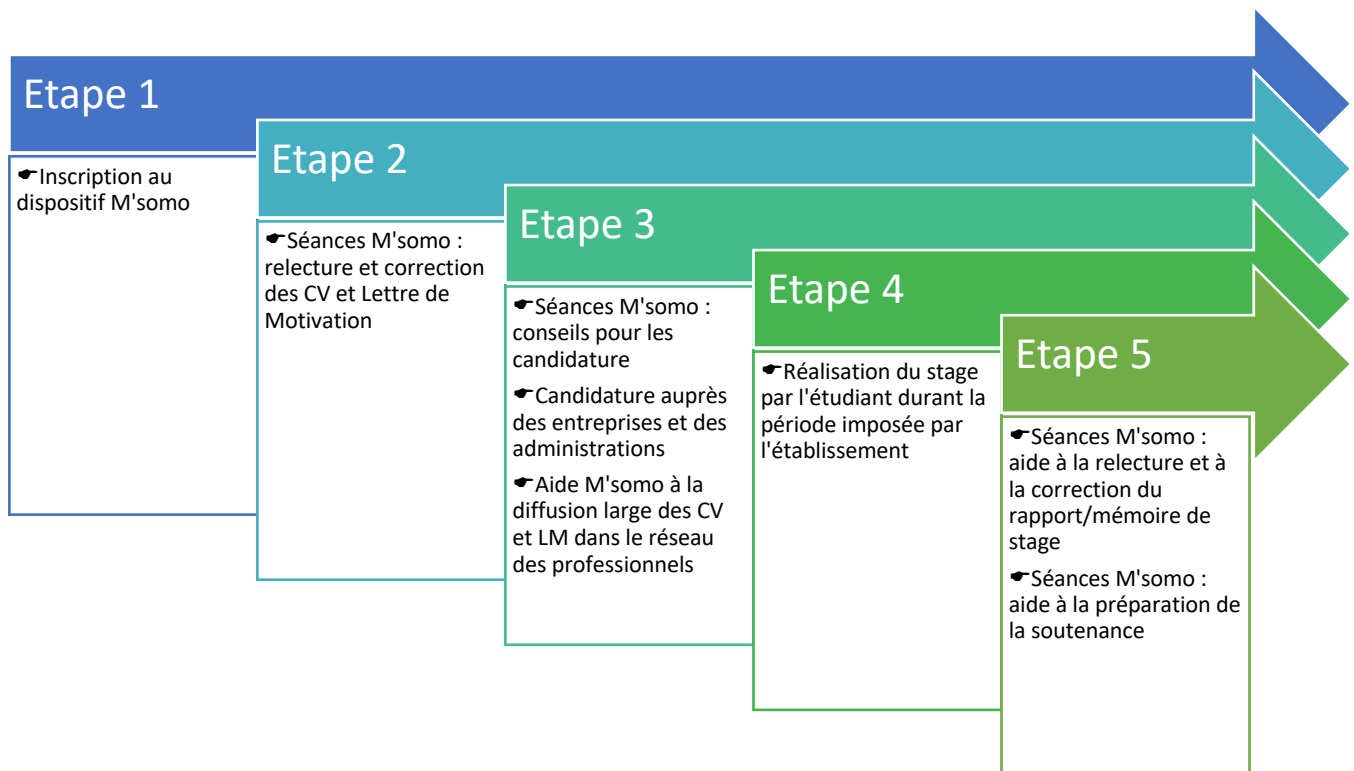 Etape 1
☛Inscription au
dispositif M'somo
Etape 2
☛Séances M'somo :
relecture et correction
des CV et Lettre de
Motivation
Etape 3
☛Séances M'somo :
conseils pour les
candidature
☛Candidature auprès
des entreprises et des
administrations
☛Aide M'somo à la
diffusion large des CV
et LM dans le réseau
des professionnels
Etape 4
☛Réalisation du stage
par l'étudiant durant la
période imposée par
l'établissement
Etape 5
☛Séances M'somo :
aide à la relecture et à
la correction du
rapport/mémoire de
stage
☛Séances M'somo :
aide à la préparation de
la soutenance